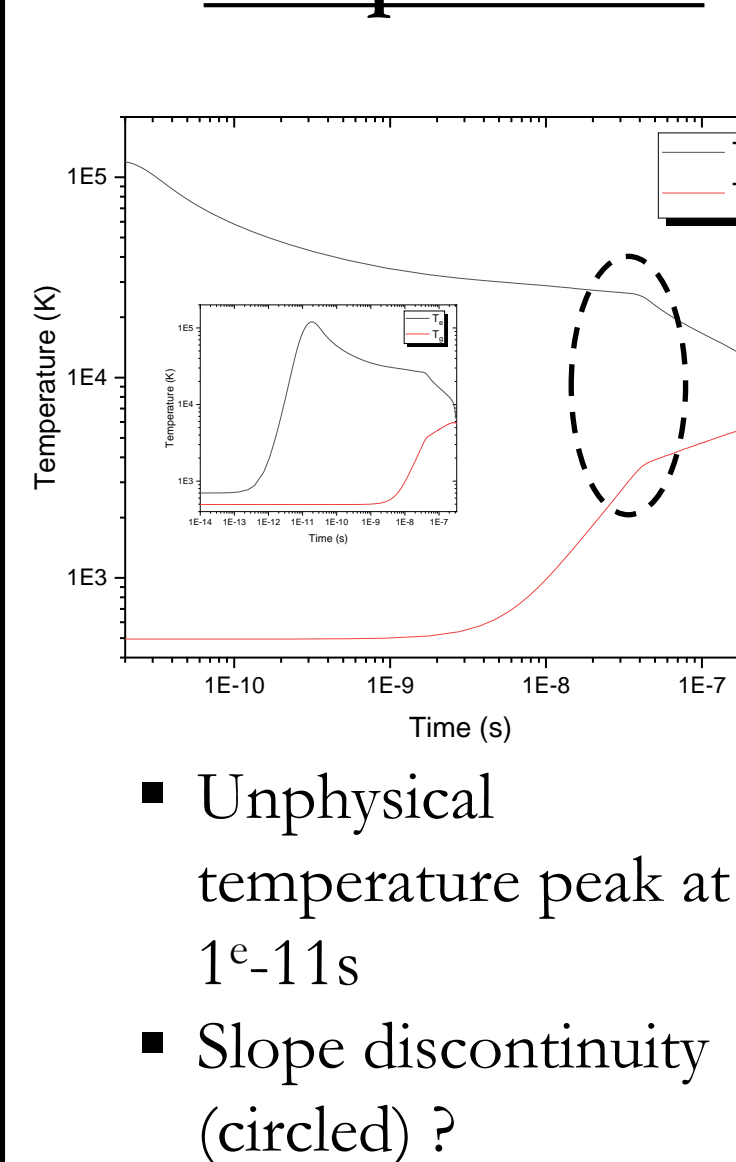 1E5
1E4
1E3
Temperature (K)
1E-10 1E-9 1E-8 1E-7
Time (s)
T
T
1E5
1E4
1E3
Temperature (K)
1E-14 1E-13 1E-12 1E-11 1E-10 1E-9 1E-8 1E-7
Time (s)
Te
Tg
▪ Unphysical
temperature peak at
1e-11s
▪ Slope discontinuity
(circled) ?